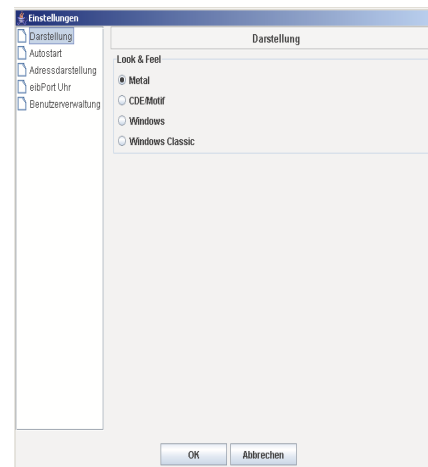 Einstellungen
Darstellung
Autostart
Adressdarstellung
eibPort Uhr
Benutzerverwaltung
Darstellung
Look & Feel
Metal
CDE/Motif
Windows
Windows Classic
OK
Abbrechen